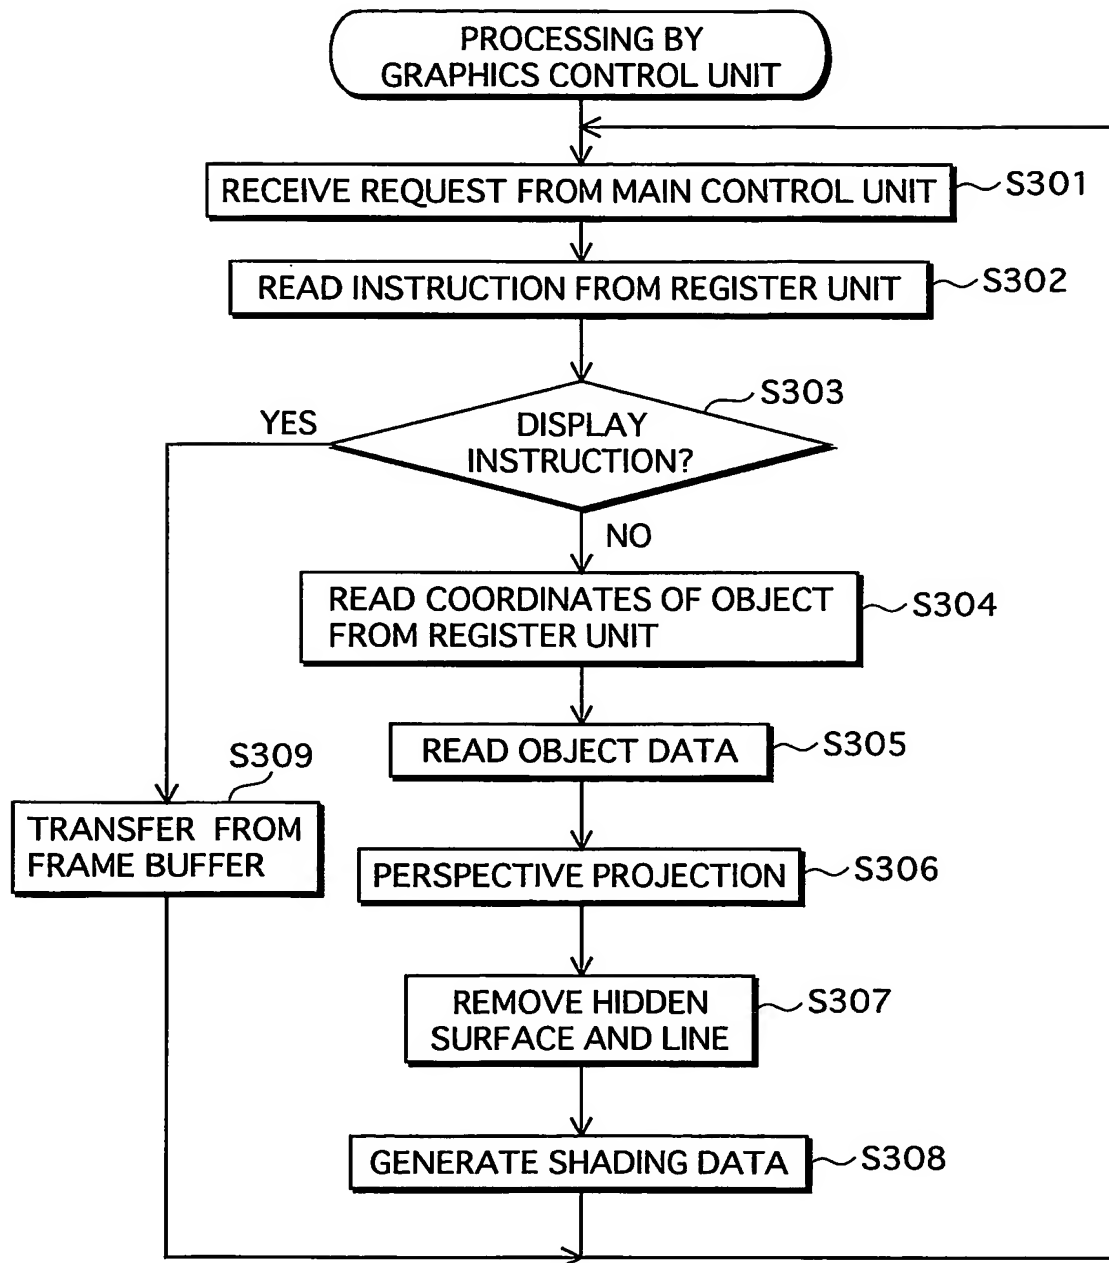 PROCESSING BY
GRAPHICS CONTROL UNIT
RECEIVE REQUEST FROM MAIN CONTROL UNIT
S301
READ INSTRUCTION FROM REGISTER UNIT
S302
S303
DISPLAY
INSTRUCTION?
YES
NO
READ COORDINATES OF OBJECT
FROM REGISTER UNIT
S304
READ OBJECT DATA
S305
S309
TRANSFER FROM
FRAME BUFFER
PERSPECTIVE PROJECTION
S306
REMOVE HIDDEN
SURFACE AND LINE
S307
GENERATE SHADING DATA
S308